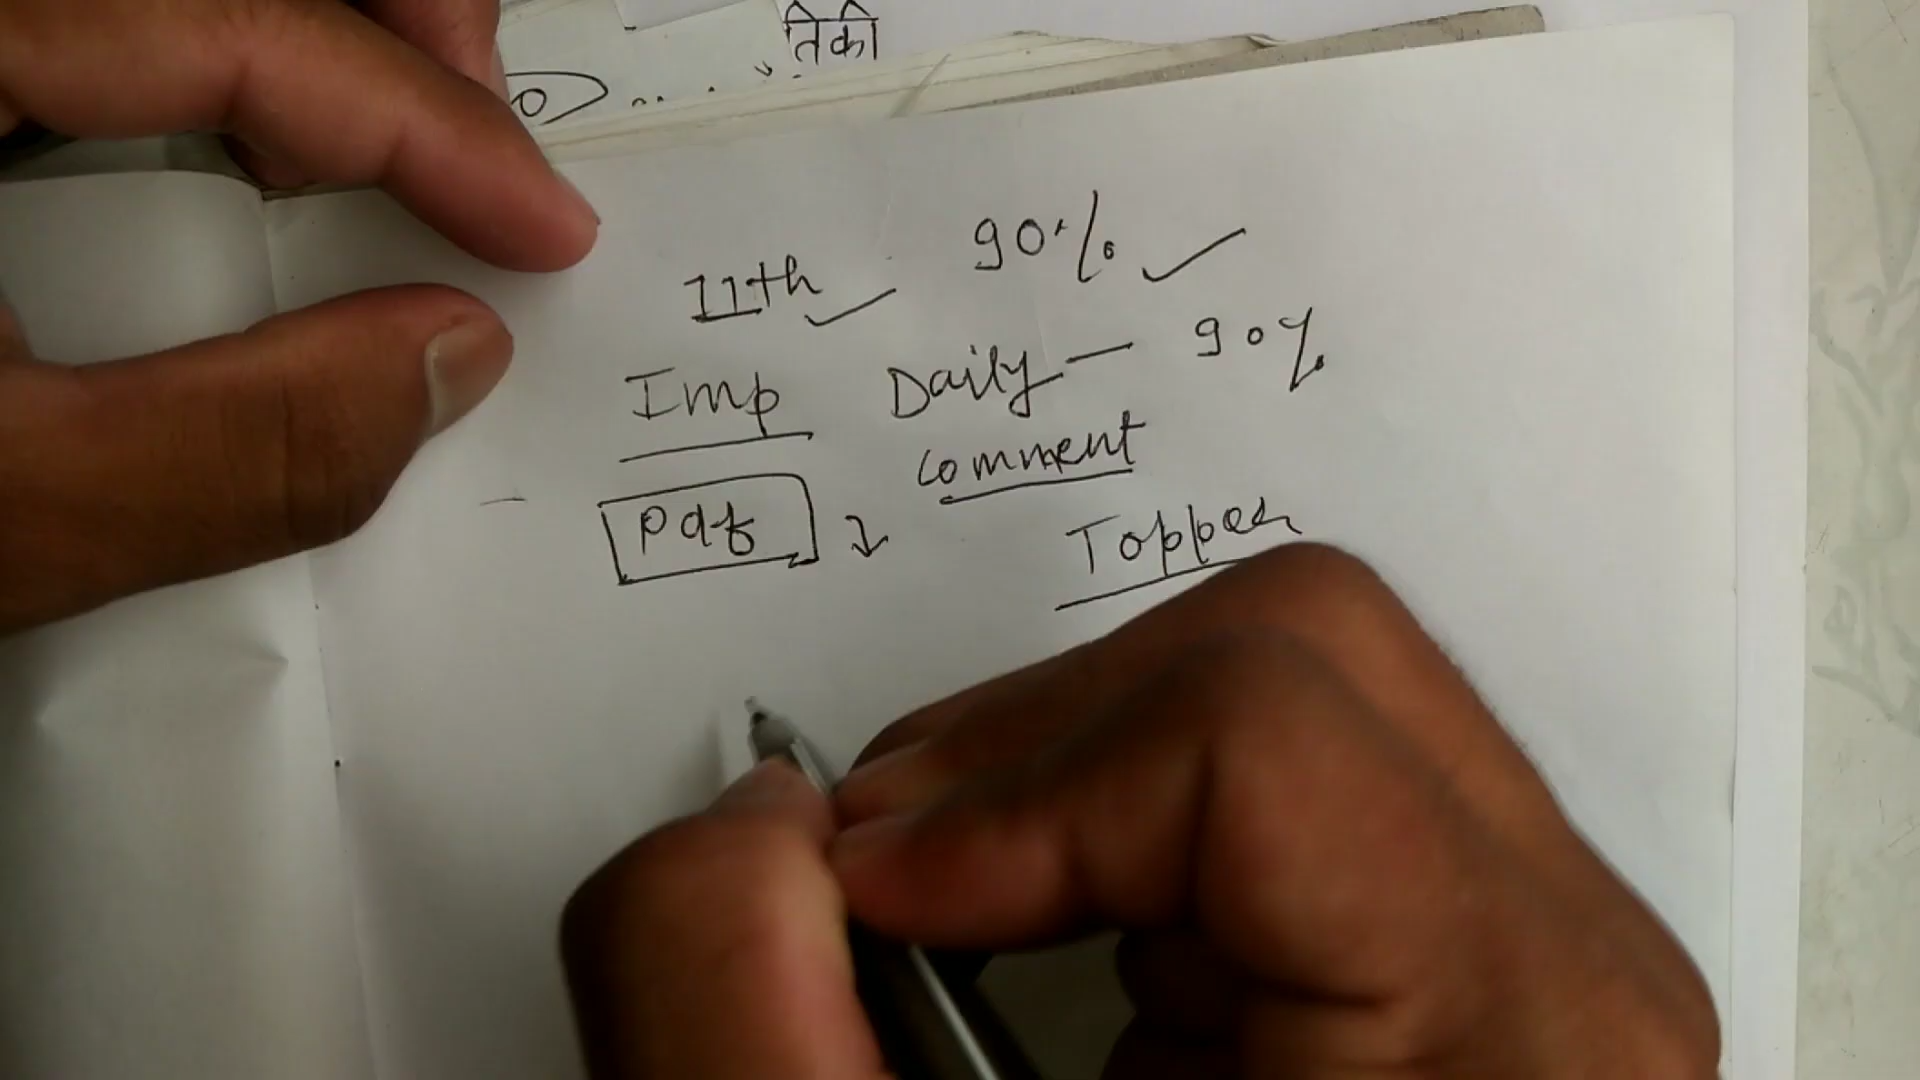 तेकी
11th 90%
Imp Daily - 90%
comment
Pdf Topper